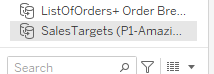 ListOfOrders+ Order Bre...
SalesTargets (P1-Amazi...
Search